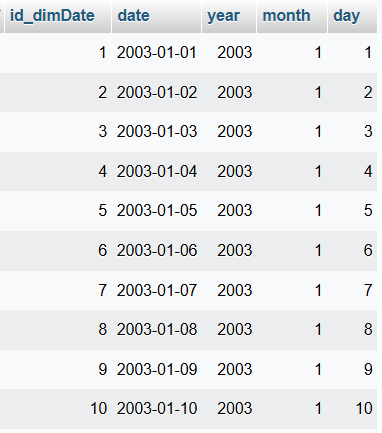 id_dimDate date year month day
1 2003-01-01 2003 1 1
2 2003-01-02 2003 1 2
3 2003-01-03 2003 1 3
4 2003-01-04 2003 1 4
5 2003-01-05 2003 1 5
6 2003-01-06 2003 1 6
7 2003-01-07 2003 1 7
8 2003-01-08 2003 1 8
9 2003-01-09 2003 1 9
10 2003-01-10 2003 1 10